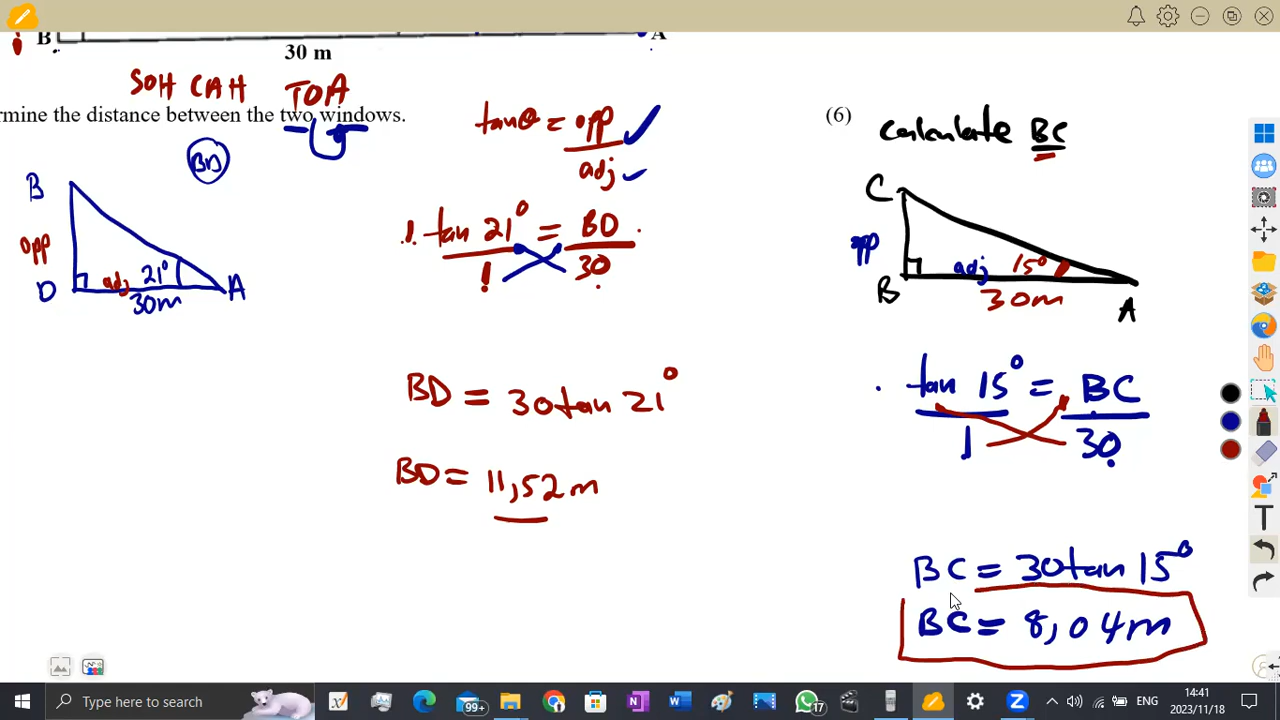 B
30 m
A
SOH CAH TOA
rmine the distance between the two windows.
(6)
BD
B
opp
D
adj
21°
30m
A
tanθ = opp
adj
tan 21° = BD
1
30
BD = 30tan 21°
BD = 11,52m
calculate BC
C
opp
adj
15°
B
30m
A
tan 15° = BC
1
30
BC = 30tan 15°
BC = 8,04m
T
Type here to search
99+
17
ENG
14:41
2023/11/18